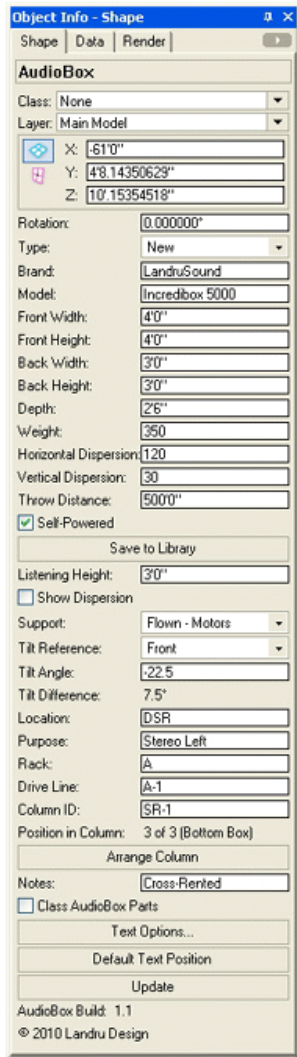 Object Info - Shape
Shape Data Render
AudioBox
Class: None
Layer: Main Model
X: -61'0"
Y: 4'8.14350629"
Z: 10'.15354518"
Rotation: 0.000000°
Type: New
Brand: LandruSound
Model: Incredibox 5000
Front Width: 4'0"
Front Height: 4'0"
Back Width: 3'0"
Back Height: 3'0"
Depth: 2'6"
Weight: 350
Horizontal Dispersion: 120
Vertical Dispersion: 30
Throw Distance: 500'0"
Self-Powered
Save to Library
Listening Height: 3'0"
Show Dispersion
Support: Flown - Motors
Tilt Reference: Front
Tilt Angle: -22.5
Tilt Difference: 7.5°
Location: DSR
Purpose: Stereo Left
Rack: A
Drive Line: A-1
Column ID: SR-1
Position in Column: 3 of 3 (Bottom Box)
Arrange Column
Notes: Cross-Rented
Class AudioBox Parts
Text Options...
Default Text Position
Update
AudioBox Build: 1.1
© 2010 Landru Design